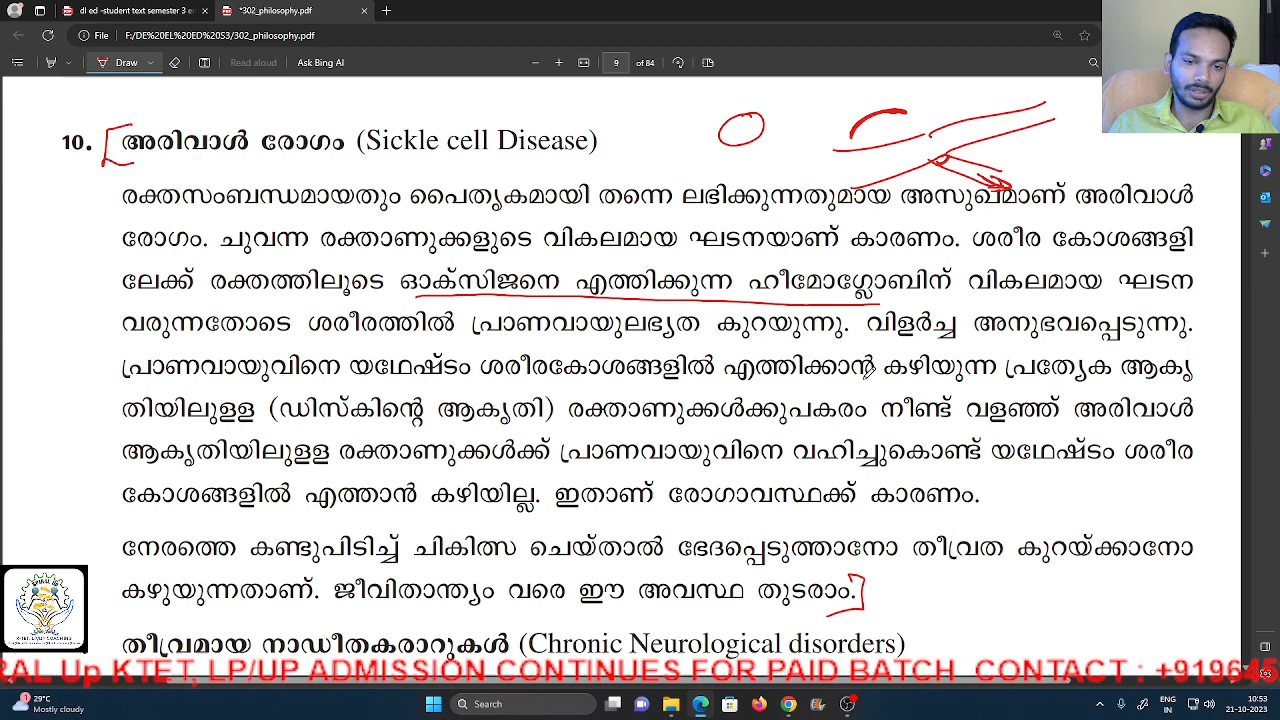 dl ed -student text semester 3 en
*302_philosophy.pdf
File
F:/DE%20EL%20ED%20S3/302_philosophy.pdf
Draw
Read aloud
Ask Bing AI
9
of 84
10. അരിവാൾ രോഗം (Sickle cell Disease)
രക്തസംബന്ധമായതും പൈതൃകമായി തന്നെ ലഭിക്കുന്നതുമായ അസുഖമാണ് അരിവാൾ
രോഗം. ചുവന്ന രക്താണുക്കളുടെ വികലമായ ഘടനയാണ് കാരണം. ശരീര കോശങ്ങളി
ലേക്ക് രക്തത്തിലൂടെ ഓക്സിജനെ എത്തിക്കുന്ന ഹീമോഗ്ലോബിന് വികലമായ ഘടന
വരുന്നതോടെ ശരീരത്തിൽ പ്രാണവായുലഭ്യത കുറയുന്നു. വിളർച്ച അനുഭവപ്പെടുന്നു.
പ്രാണവായുവിനെ യഥേഷ്ടം ശരീരകോശങ്ങളിൽ എത്തിക്കാൻ കഴിയുന്ന പ്രത്യേക ആകൃ
തിയിലുളള (ഡിസ്കിന്റെ ആകൃതി) രക്താണുക്കൾക്കുപകരം നീണ്ട് വളഞ്ഞ് അരിവാൾ
ആകൃതിയിലുളള രക്താണുക്കൾക്ക് പ്രാണവായുവിനെ വഹിച്ചുകൊണ്ട് യഥേഷ്ടം ശരീര
കോശങ്ങളിൽ എത്താൻ കഴിയില്ല. ഇതാണ് രോഗാവസ്ഥക്ക് കാരണം.
നേരത്തെ കണ്ടുപിടിച്ച് ചികിത്സ ചെയ്താൽ ഭേദപ്പെടുത്താനോ തീവ്രത കുറയ്ക്കാനോ
കഴുയുന്നതാണ്. ജീവിതാന്ത്യം വരെ ഈ അവസ്ഥ തുടരാം.
തീവ്രമായ നാഡീതകരാറുകൾ (Chronic Neurological disorders)
RAL Up KTET, LP/UP ADMISSION CONTINUES FOR PAID BATCH CONTACT : +919645
29°C
Mostly cloudy
Search
ENG
IN
10:53
21-10-2023